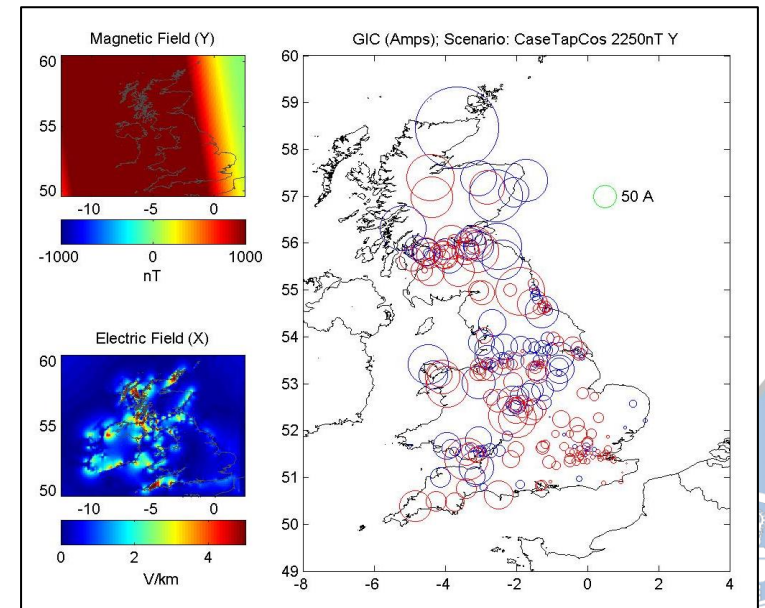 Magnetic Field (Y)
60
55
50
-10 -5 0
-1000 0 1000
nT
Electric Field (X)
60
55
50
-10 -5 0
0 2 4
V/km
GIC (Amps); Scenario: CaseTapCos 2250nT Y
60
59
58
57
56
55
54
53
52
51
50
49
-8 -6 -4 -2 0 2 4
50 A